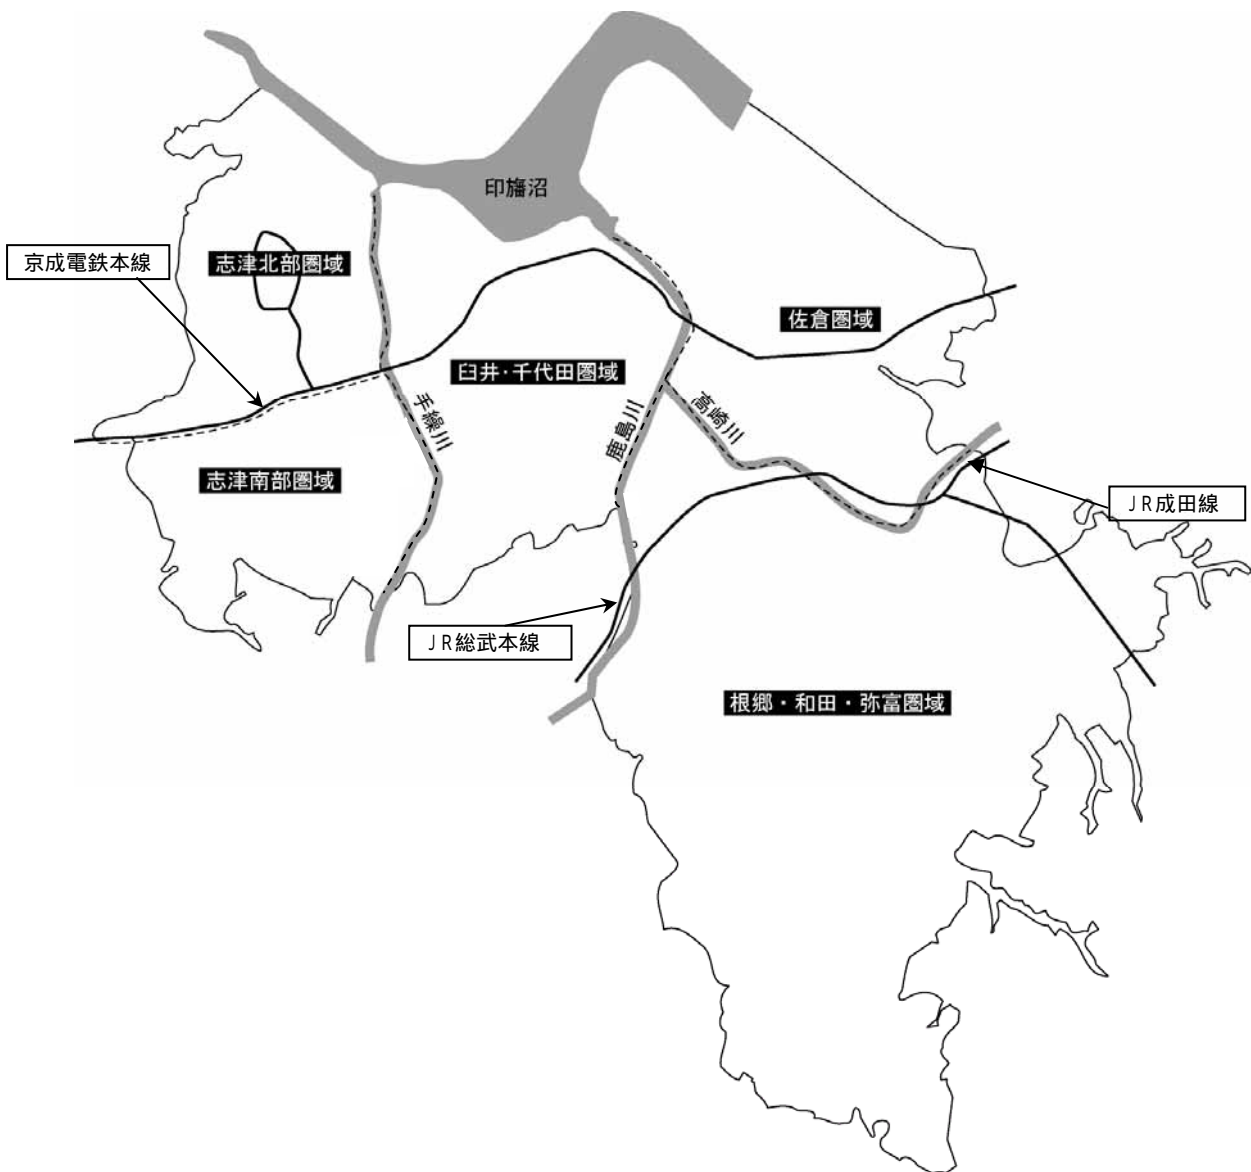 印旛沼
志津北部圏域
京成電鉄本線
佐倉圏域
臼井・千代田圏域
手繰川
鹿島川
高崎川
志津南部圏域
JR成田線
JR総武本線
根郷・和田・弥富圏域